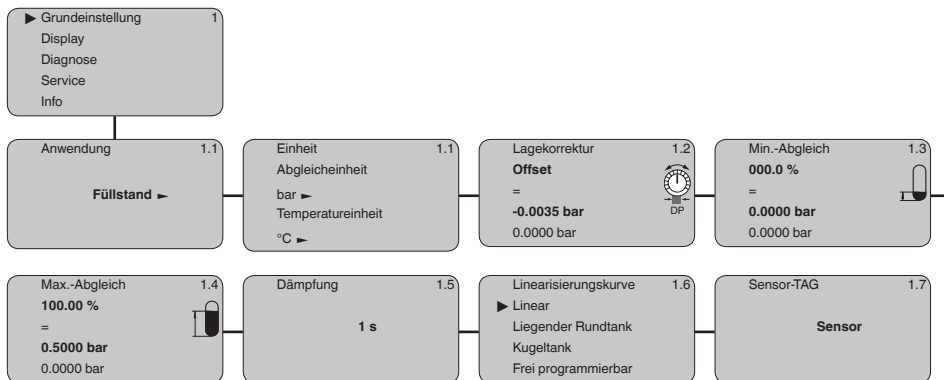 Grundeinstellung 1
Display
Diagnose
Service
Info
Anwendung 1.1
Füllstand
Einheit 1.1
Abgleicheinheit
bar
Temperatureinheit
°C
Lagekorrektur 1.2
Offset
=
-0.0035 bar
0.0000 bar
DP
Min.-Abgleich 1.3
000.0 %
=
0.0000 bar
0.0000 bar
Max.-Abgleich 1.4
100.00 %
=
0.5000 bar
0.0000 bar
Dämpfung 1.5
1 s
Linearisierungskurve 1.6
Linear
Liegender Rundtank
Kugeltank
Frei programmierbar
Sensor-TAG 1.7
Sensor